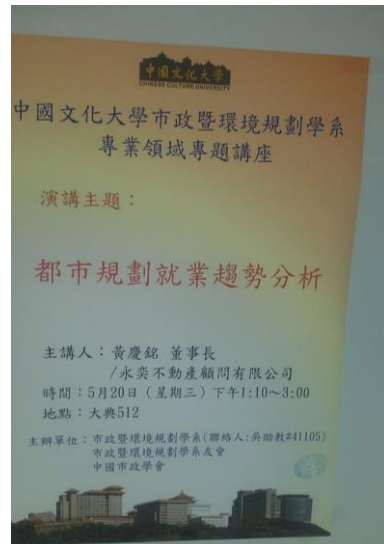 中國文化大學
CHINESE CULTURE UNIVERSITY
中國文化大學市政暨環境規劃學系
專業領域專題講座
演講主題：
都市規劃就業趨勢分析
主講人：黃慶銘 董事長
/永奕不動產顧問有限公司
時間：5月20日（星期三）下午1:10～3:00
地點：大典512
主辦單位：市政暨環境規劃學系(聯絡人:吳助教#41105)
市政暨環境規劃學系友會
中國市政學會